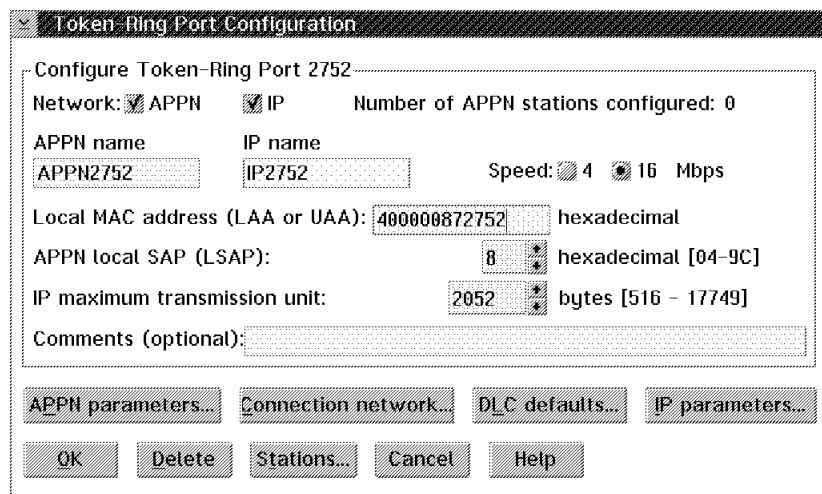 Token-Ring Port Configuration
Configure Token-Ring Port 2752
Network: APPN IP Number of APPN stations configured: 0
APPN name IP name
APPN2752 IP2752 Speed: 4 16 Mbps
Local MAC address (LAA or UAA): 400000872752 hexadecimal
APPN local SAP (LSAP): 8 hexadecimal [04-9C]
IP maximum transmission unit: 2052 bytes [516 - 17749]
Comments (optional):
APPN parameters... Connection network... DLC defaults... IP parameters...
OK Delete Stations... Cancel Help